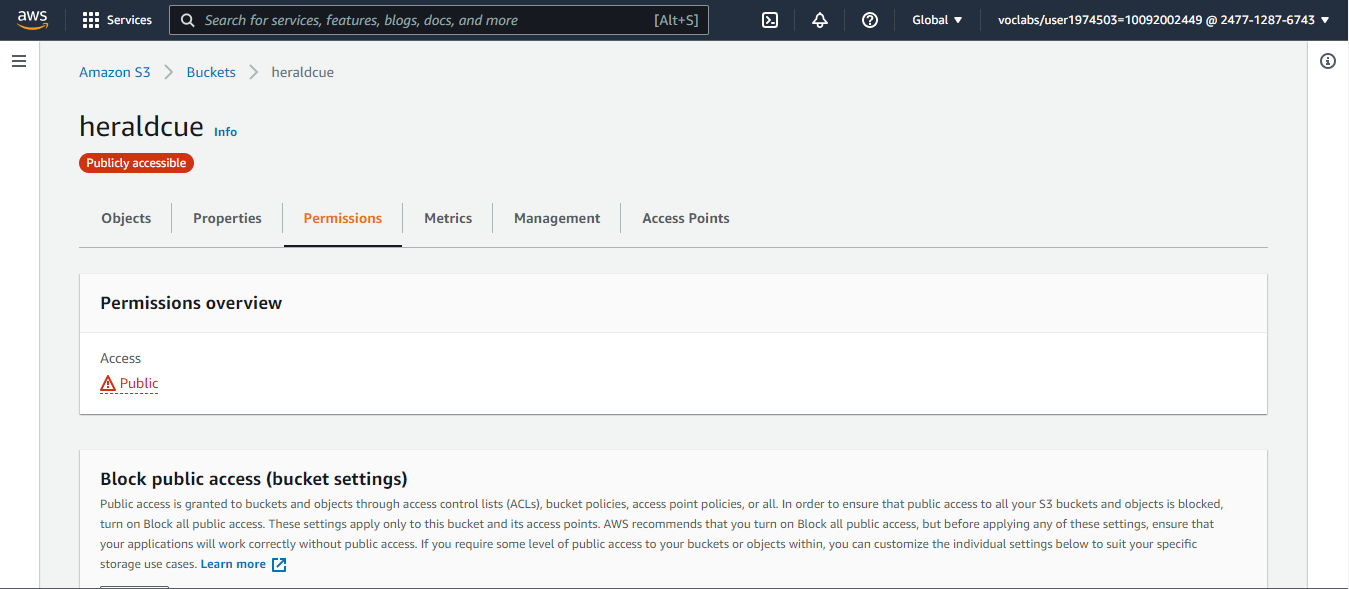 aws Services Search for services, features, blogs, docs, and more [Alt+S] Global voclabs/user1974503=10092002449 @ 2477-1287-6743
Amazon S3 Buckets heraldcue
heraldcue Info
Publicly accessible
Objects Properties Permissions Metrics Management Access Points
Permissions overview
Access
Public
Block public access (bucket settings)
Public access is granted to buckets and objects through access control lists (ACLs), bucket policies, access point policies, or all. In order to ensure that public access to all your S3 buckets and objects is blocked,
turn on Block all public access. These settings apply only to this bucket and its access points. AWS recommends that you turn on Block all public access, but before applying any of these settings, ensure that
your applications will work correctly without public access. If you require some level of public access to your buckets or objects within, you can customize the individual settings below to suit your specific
storage use cases. Learn more